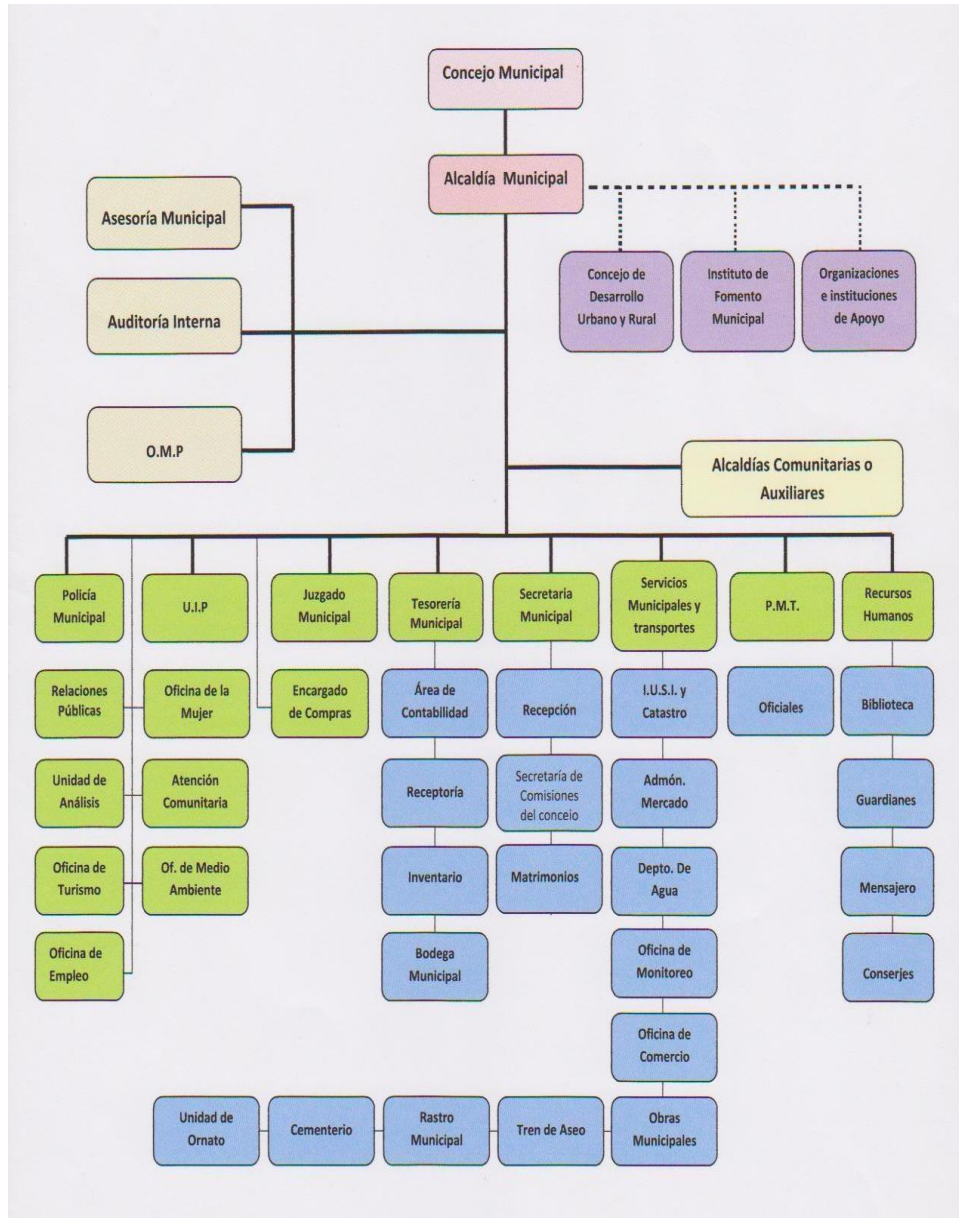 Concejo Municipal
Alcaldía Municipal
Asesoría Municipal
Auditoría Interna
O.M.P
Concejo de
Desarrollo
Urbano y Rural
Instituto de
Fomento
Municipal
Organizaciones
e instituciones
de Apoyo
Alcaldías Comunitarias o
Auxiliares
Policía
Municipal
U.I.P
Juzgado
Municipal
Tesorería
Municipal
Secretaria
Municipal
Servicios
Municipales y
transportes
P.M.T.
Recursos
Humanos
Relaciones
Públicas
Oficina de la
Mujer
Encargado
de Compras
Área de
Contabilidad
Recepción
I.U.S.I. y
Catastro
Oficiales
Biblioteca
Unidad de
Análisis
Atención
Comunitaria
Receptoría
Secretaría de
Comisiones
del conceio
Admón.
Mercado
Guardianes
Oficina de
Turismo
Of. de Medio
Ambiente
Inventario
Matrimonios
Depto. De
Agua
Mensajero
Oficina de
Empleo
Bodega
Municipal
Oficina de
Monitoreo
Conserjes
Oficina de
Comercio
Unidad de
Ornato
Cementerio
Rastro
Municipal
Tren de Aseo
Obras
Municipales